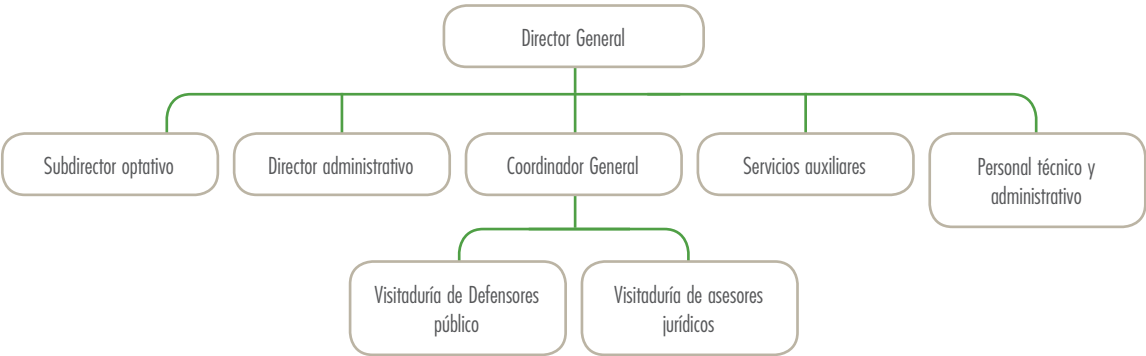 Director General
Subdirector optativo
Director administrativo
Coordinador General
Servicios auxiliares
Personal técnico y
administrativo
Visitaduría de Defensores
público
Visitaduría de asesores
jurídicos